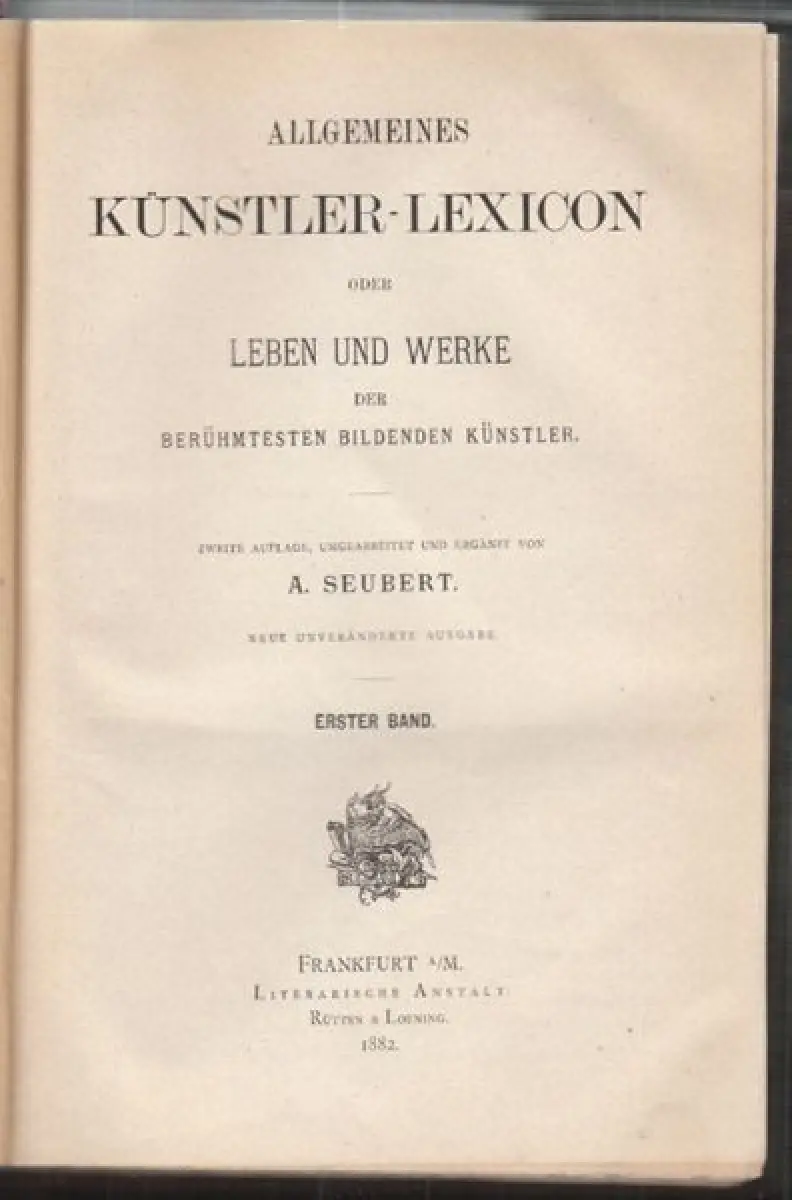 ALLGEMEINES
KÜNSTLER-LEXICON
ODER
LEBEN UND WERKE
DER
BERÜHMTESTEN BILDENDEN KÜNSTLER.
ZWEITE AUFLAGE, UMGEARBEITET UND ERGÄNZT VON
A. SEUBERT.
NEUE UNVERÄNDERTE AUSGABE.
ERSTER BAND.
FRANKFURT A/M.
LITERARISCHE ANSTALT
RÜTTEN & LOENING.
1882.